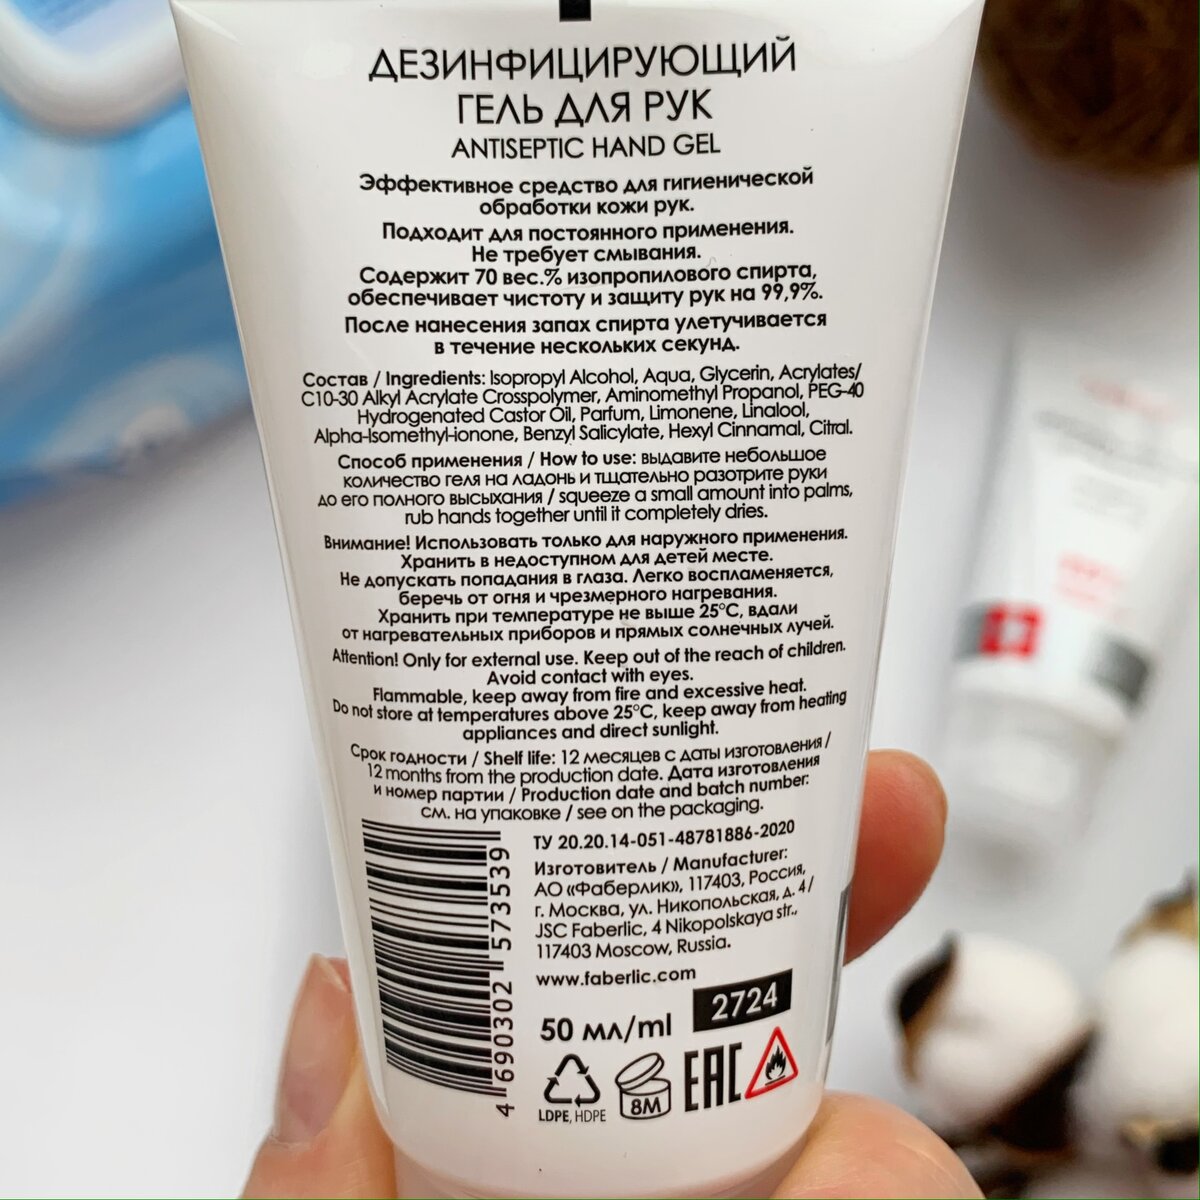 ДЕЗИНФИЦИРУЮЩИЙ
ГЕЛЬ ДЛЯ РУК
ANTISEPTIC HAND GEL
Эффективное средство для гигиенической
обработки кожи рук.
Подходит для постоянного применения.
Не требует смывания.
Содержит 70 вес.% изопропилового спирта,
обеспечивает чистоту и защиту рук на 99,9%.
После нанесения запах спирта улетучивается
в течение нескольких секунд.
Состав / Ingredients: Isopropyl Alcohol, Aqua, Glycerin, Acrylates/
C10-30 Alkyl Acrylate Crosspolymer, Aminomethyl Propanol, PEG-40
Hydrogenated Castor Oil, Parfum, Limonene, Linalool,
Alpha-Isomethyl-ionone, Benzyl Salicylate, Hexyl Cinnamal, Citral.
Способ применения / How to use: выдавите небольшое
количество геля на ладонь и тщательно разотрите руки
до его полного высыхания / squeeze a small amount into palms,
rub hands together until it completely dries.
Внимание! Использовать только для наружного применения.
Хранить в недоступном для детей месте.
Не допускать попадания в глаза. Легко воспламеняется,
беречь от огня и чрезмерного нагревания.
Хранить при температуре не выше 25°C, вдали
от нагревательных приборов и прямых солнечных лучей.
Attention! Only for external use. Keep out of the reach of children.
Avoid contact with eyes.
Flammable, keep away from fire and excessive heat.
Do not store at temperatures above 25°C, keep away from heating
appliances and direct sunlight.
Срок годности / Shelf life: 12 месяцев с даты изготовления /
12 months from the production date. Дата изготовления
и номер партии / Production date and batch number:
см. на упаковке / see on the packaging.
ТУ 20.20.14-051-48781886-2020
Изготовитель / Manufacturer:
АО «Фаберлик», 117403, Россия,
г. Москва, ул. Никопольская, д. 4 /
JSC Faberlic, 4 Nikopolskaya str.,
117403 Moscow, Russia.
www.faberlic.com
4 690302 573539
50 мл/ml
2724
LDPE, HDPE
8M
EAC